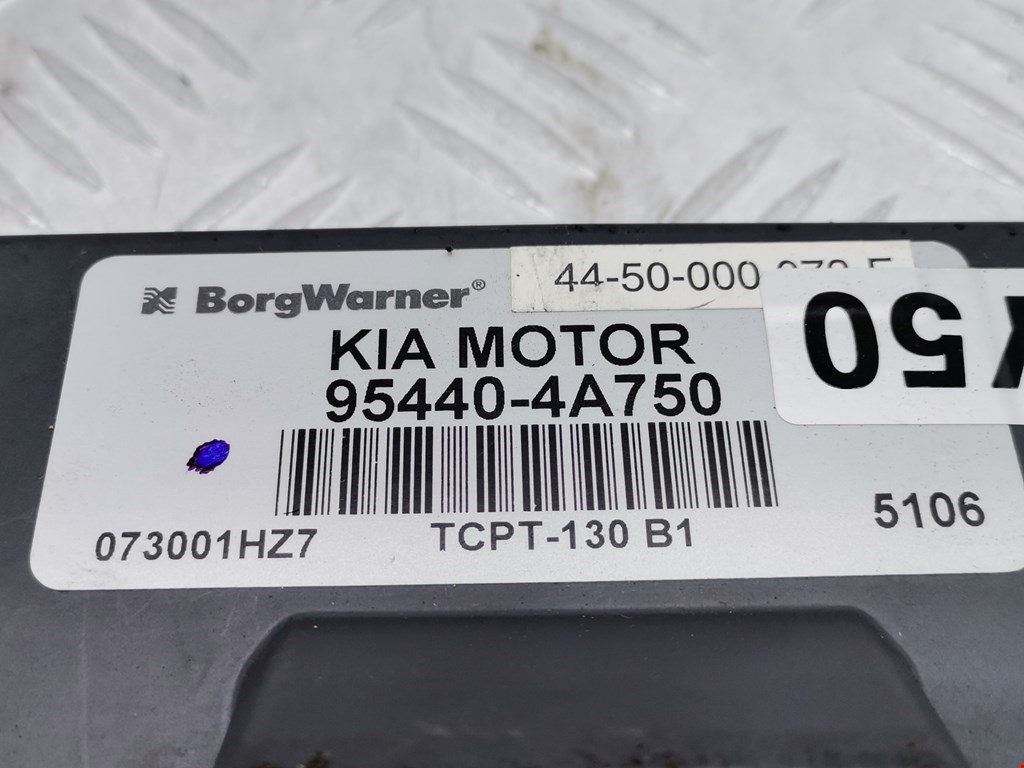 BorgWarner®
44-50-000
KIA MOTOR
95440-4A750
50
073001HZ7
TCPT-130 B1
5106